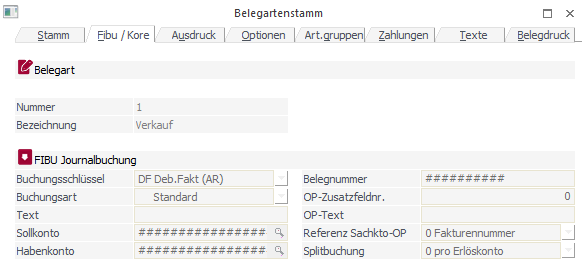 Belegartenstamm
Stamm Fibu / Kore Ausdruck Optionen Art.gruppen Zahlungen Texte Belegdruck
Belegart
Nummer 1
Bezeichnung Verkauf
FIBU Journalbuchung
Buchungsschlüssel DF Deb.Fakt (AR) Belegnummer ##########
Buchungsart Standard OP-Zusatzfeldnr. 0
Text OP-Text
Sollkonto ################ Referenz Sachkto-OP 0 Fakturennummer
Habenkonto ################ Splitbuchung 0 pro Erlöskonto